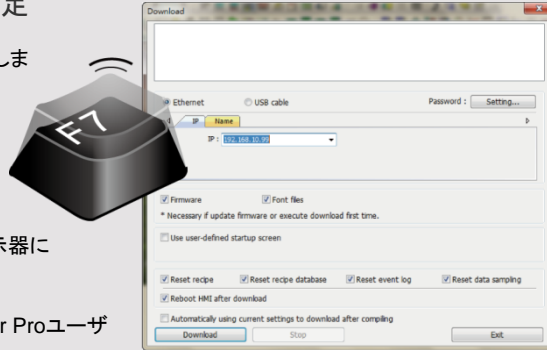 定
しま
F7
示器に
r Proユーザ
Download
Ethernet
USB cable
Password :
Setting...
IP
Name
IP :
192.168.10.99
Firmware
Font files
* Necessary if update firmware or execute download first time.
Use user-defined startup screen
Reset recipe
Reset recipe database
Reset event log
Reset data sampling
Reboot HMI after download
Automatically using current settings to download after compiling
Download
Stop
Exit